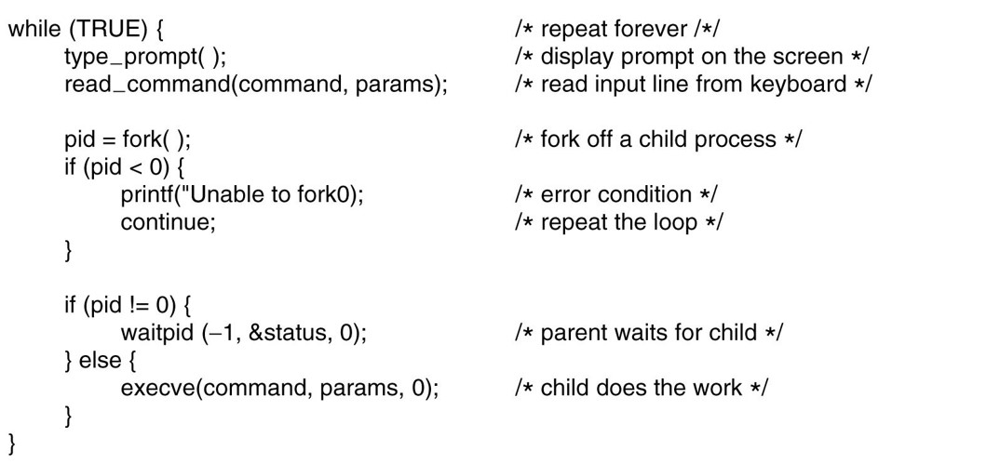 while (TRUE) { /* repeat forever /*/
type_prompt( ); /* display prompt on the screen */
read_command(command, params); /* read input line from keyboard */
pid = fork( ); /* fork off a child process */
if (pid < 0) {
printf("Unable to fork0); /* error condition */
continue; /* repeat the loop */
}
if (pid != 0) {
waitpid (−1, &status, 0); /* parent waits for child */
} else {
execve(command, params, 0); /* child does the work */
}
}